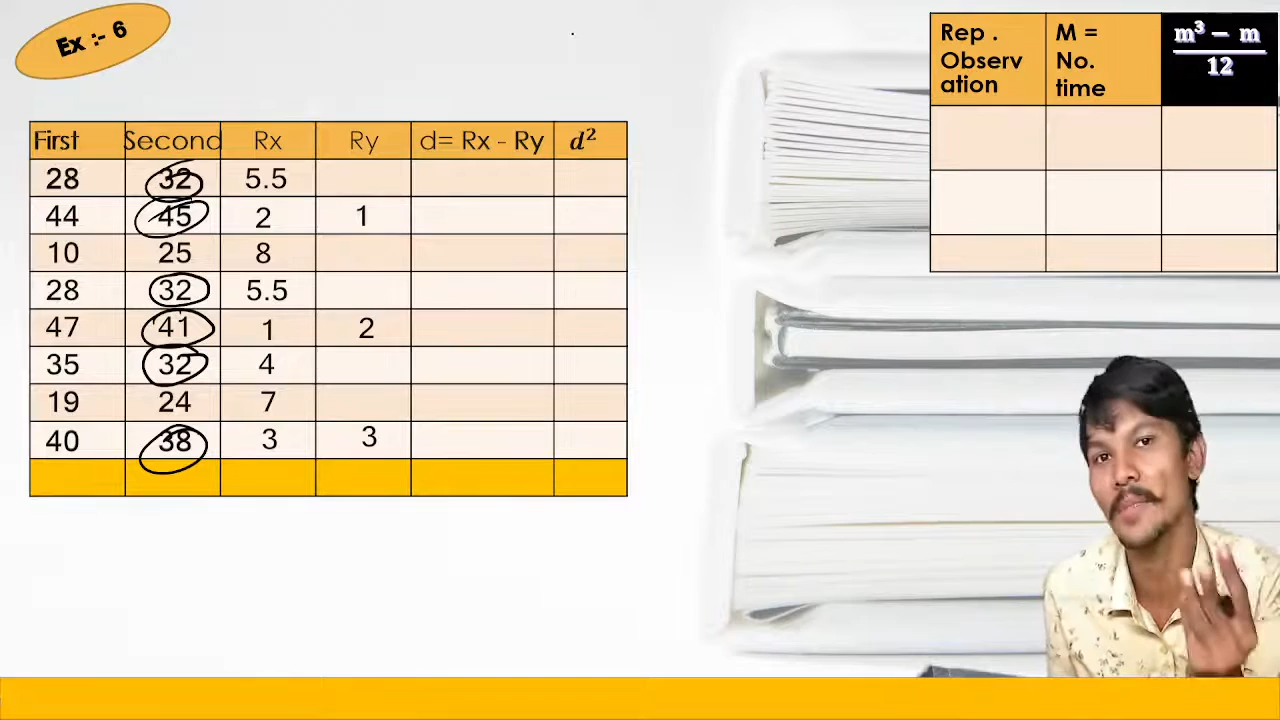 Ex :- 6
First Second Rx Ry d= Rx - Ry d²
28 32 5.5
44 45 2 1
10 25 8
28 32 5.5
47 41 1 2
35 32 4
19 24 7
40 38 3 3
Rep .
Observ
ation
M =
No.
time
m³ − m
12